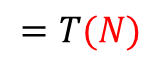 = T(N)